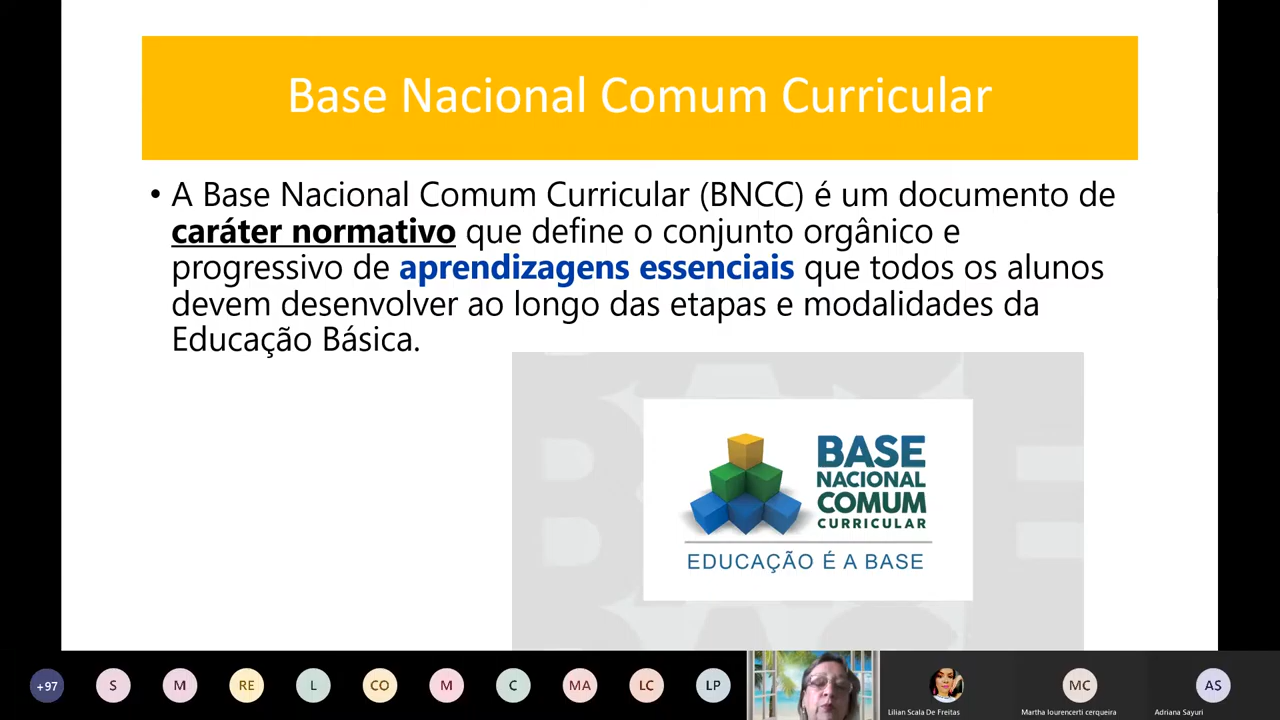 Base Nacional Comum Curricular
• A Base Nacional Comum Curricular (BNCC) é um documento de
caráter normativo que define o conjunto orgânico e
progressivo de aprendizagens essenciais que todos os alunos
devem desenvolver ao longo das etapas e modalidades da
Educação Básica.
BASE
NACIONAL
COMUM
CURRICULAR
EDUCAÇÃO É A BASE
+97
S
M
RE
L
CO
M
C
MA
LC
LP
MC
AS
Lilian Scala De Freitas
Martha lourencerti cerqueira
Adriana Sayuri